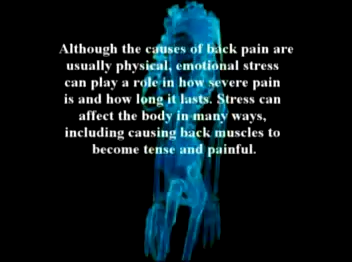 Although the causes of back pain are
usually physical, emotional stress
can play a role in how severe pain
is and how long it lasts. Stress can
affect the body in many ways,
including causing back muscles to
become tense and painful.